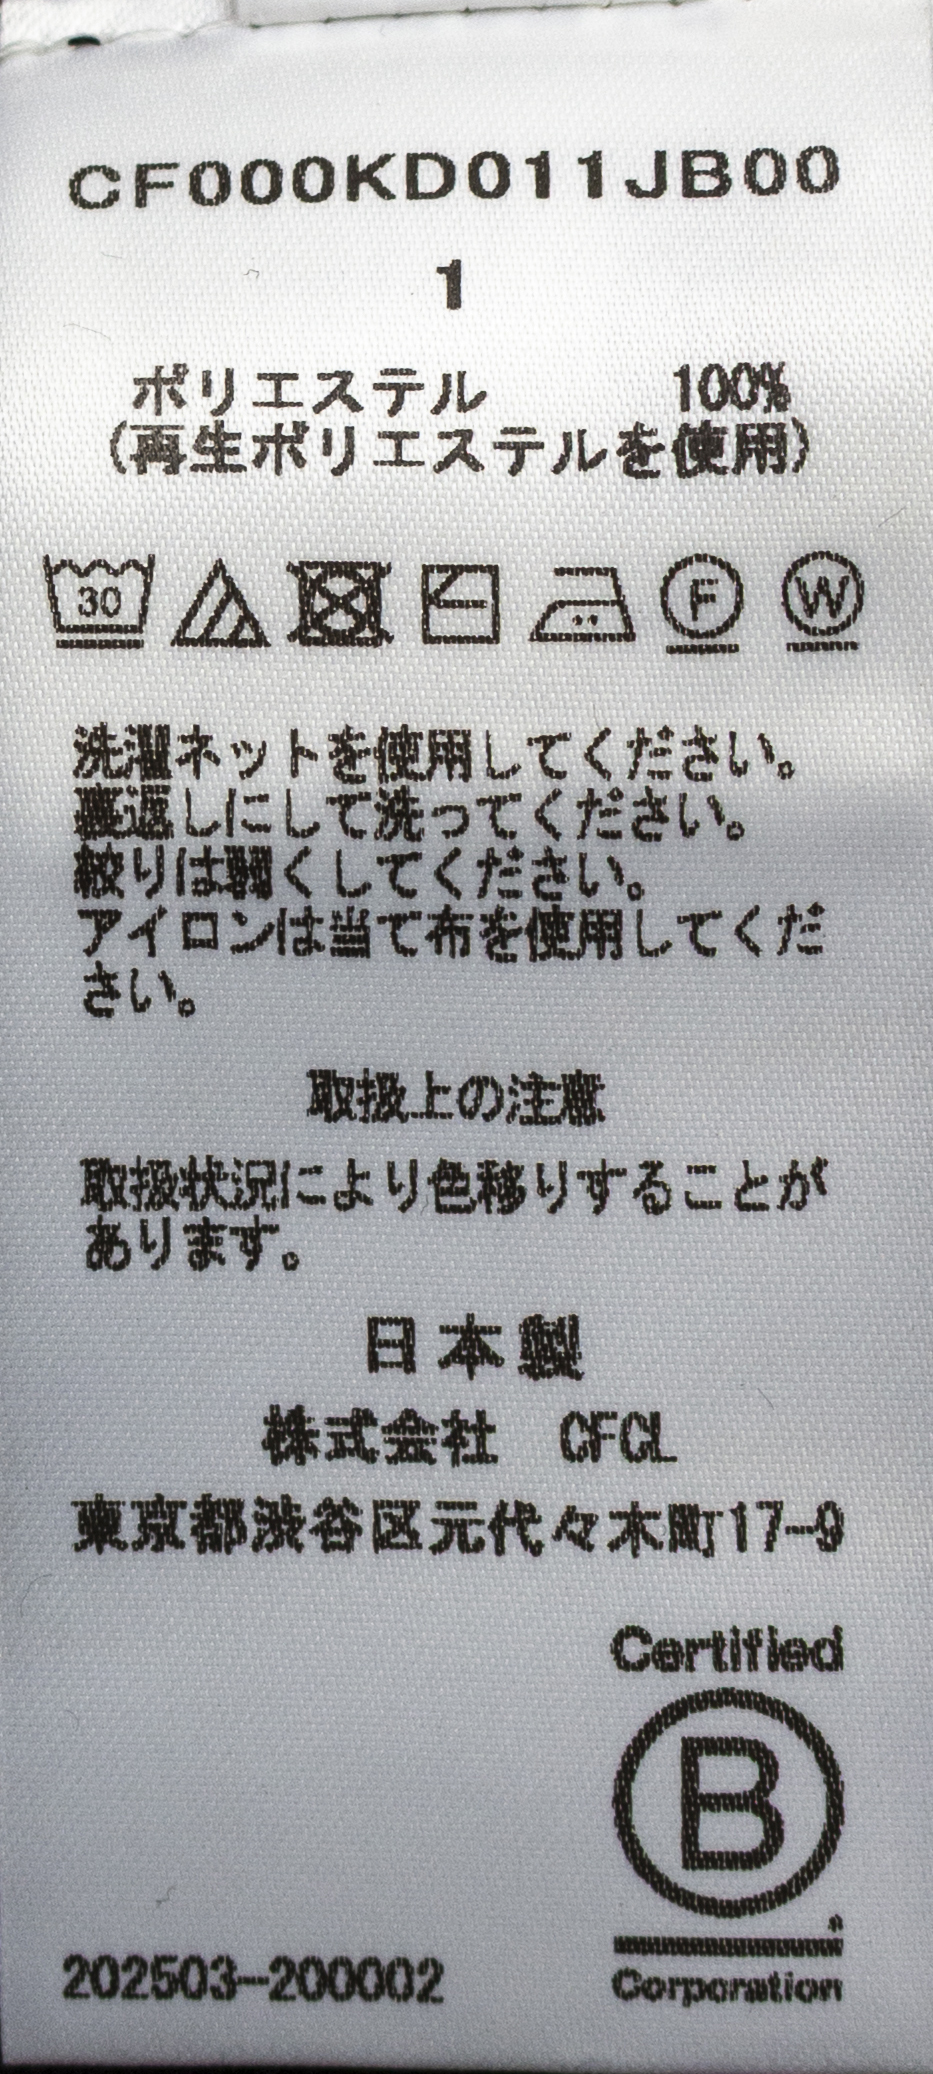 CF000KD011JB00
1
ポリエステル 100%
(再生ポリエステルを使用)
30 F W
洗濯ネットを使用してください。
裏返しにして洗ってください。
絞りは弱くしてください。
アイロンは当て布を使用してくだ
さい。
取扱上の注意
取扱状況により色移りすることが
あります。
日本製
株式会社 CFCL
東京都渋谷区元代々木町17-9
Certified
B
®
Corporation
202503-200002